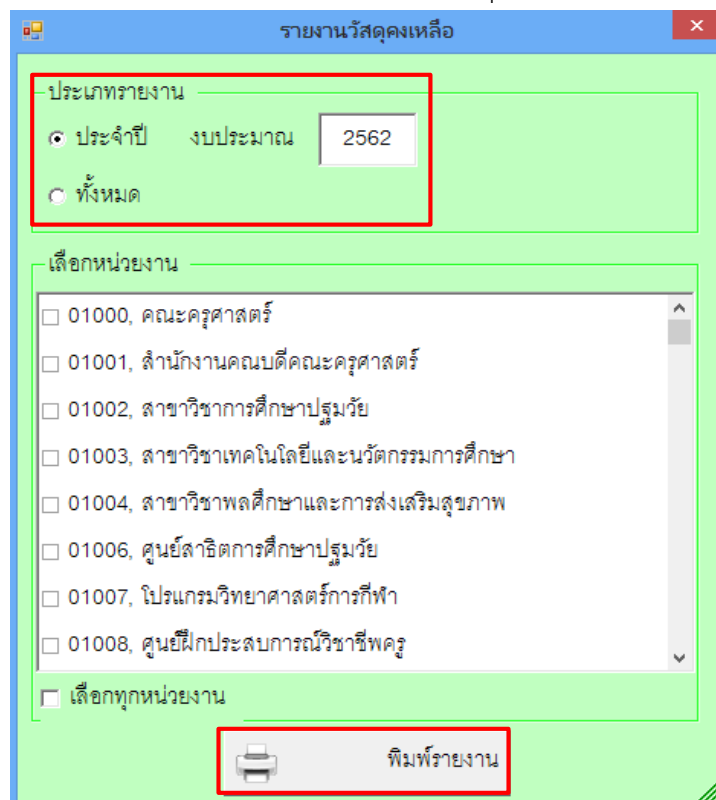 รายงานวัสดุคงเหลือ
ประเภทรายงาน
ประจำปี งบประมาณ 2562
ทั้งหมด
เลือกหน่วยงาน
01000, คณะครุศาสตร์
01001, สำนักงานคณบดีคณะครุศาสตร์
01002, สาขาวิชาการศึกษาปฐมวัย
01003, สาขาวิชาเทคโนโลยีและนวัตกรรมการศึกษา
01004, สาขาวิชาพลศึกษาและการส่งเสริมสุขภาพ
01006, ศูนย์สาธิตการศึกษาปฐมวัย
01007, โปรแกรมวิทยาศาสตร์การกีฬา
01008, ศูนย์ฝึกประสบการณ์วิชาชีพครู
เลือกทุกหน่วยงาน
พิมพ์รายงาน